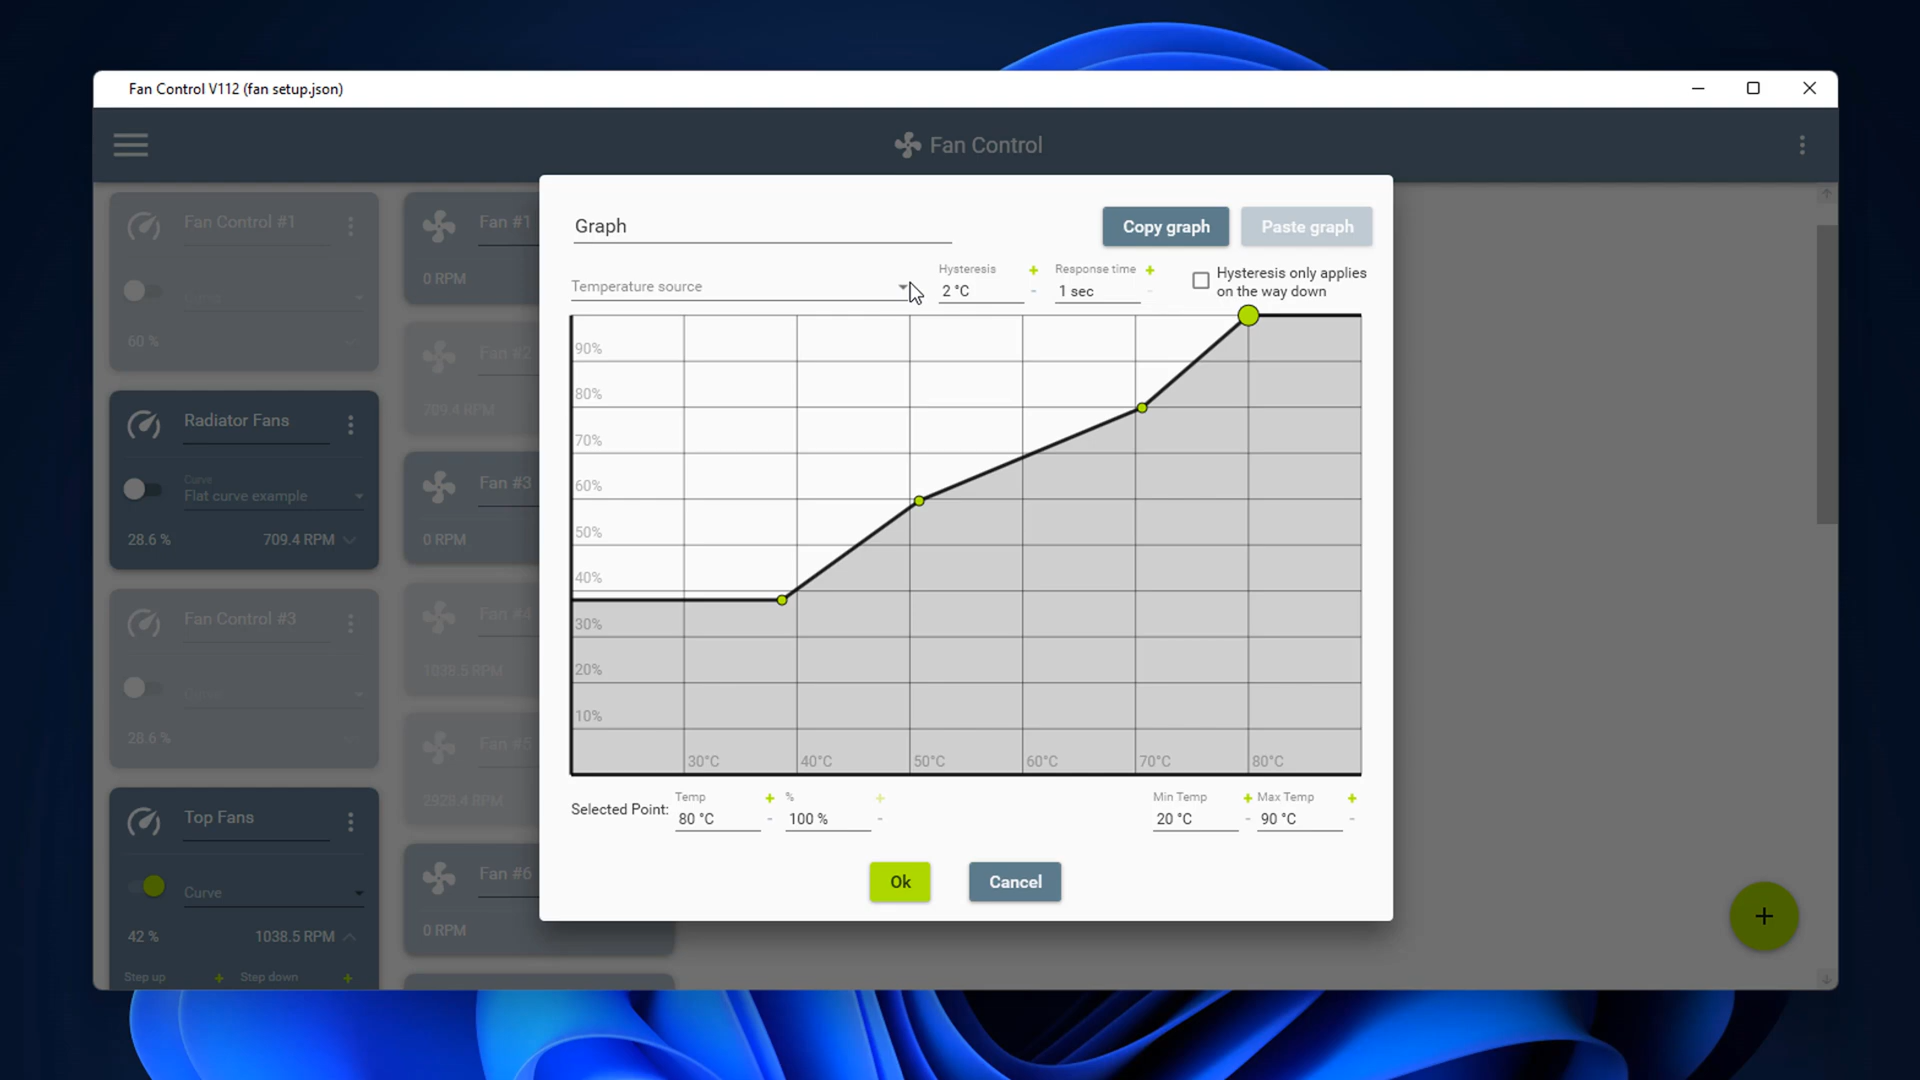 Fan Control V112 (fan setup.json)
Fan Control
Fan Control #1
60 %
Radiator Fans
Curve
Flat curve example
28.6 %
709.4 RPM
Fan Control #3
28.6 %
Top Fans
Curve
42 %
1038.5 RPM
Step up
+
Step down
+
Fan #1
0 RPM
Fan #2
709.4 RPM
Fan #3
0 RPM
Fan #4
1038.5 RPM
Fan #5
2928.4 RPM
Fan #6
0 RPM
Graph
Copy graph
Paste graph
Temperature source
Hysteresis
+
2 °C
-
Response time
+
1 sec
-
Hysteresis only applies
on the way down
90%
80%
70%
60%
50%
40%
30%
20%
10%
30°C
40°C
50°C
60°C
70°C
80°C
Selected Point:
Temp
+
80 °C
-
%
+
100 %
-
Min Temp
+
20 °C
-
Max Temp
+
90 °C
-
Ok
Cancel
+